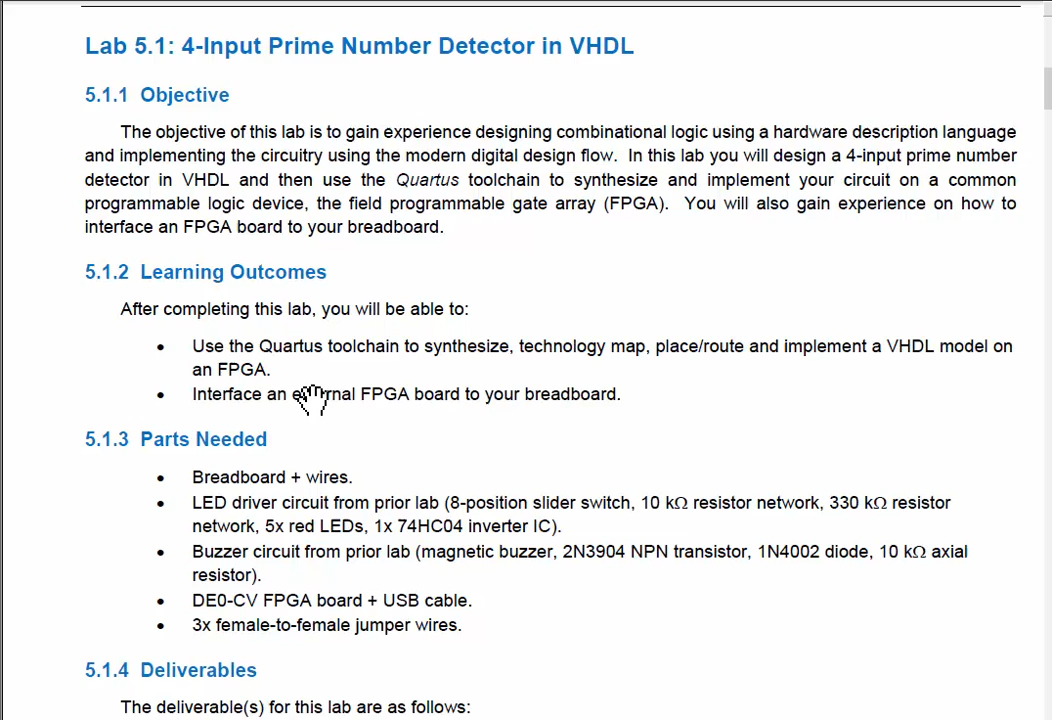 Lab 5.1: 4-Input Prime Number Detector in VHDL
5.1.1 Objective
The objective of this lab is to gain experience designing combinational logic using a hardware description language
and implementing the circuitry using the modern digital design flow. In this lab you will design a 4-input prime number
detector in VHDL and then use the Quartus toolchain to synthesize and implement your circuit on a common
programmable logic device, the field programmable gate array (FPGA). You will also gain experience on how to
interface an FPGA board to your breadboard.
5.1.2 Learning Outcomes
After completing this lab, you will be able to:
• Use the Quartus toolchain to synthesize, technology map, place/route and implement a VHDL model on
an FPGA.
• Interface an external FPGA board to your breadboard.
5.1.3 Parts Needed
• Breadboard + wires.
• LED driver circuit from prior lab (8-position slider switch, 10 kΩ resistor network, 330 kΩ resistor
network, 5x red LEDs, 1x 74HC04 inverter IC).
• Buzzer circuit from prior lab (magnetic buzzer, 2N3904 NPN transistor, 1N4002 diode, 10 kΩ axial
resistor).
• DE0-CV FPGA board + USB cable.
• 3x female-to-female jumper wires.
5.1.4 Deliverables
The deliverable(s) for this lab are as follows: